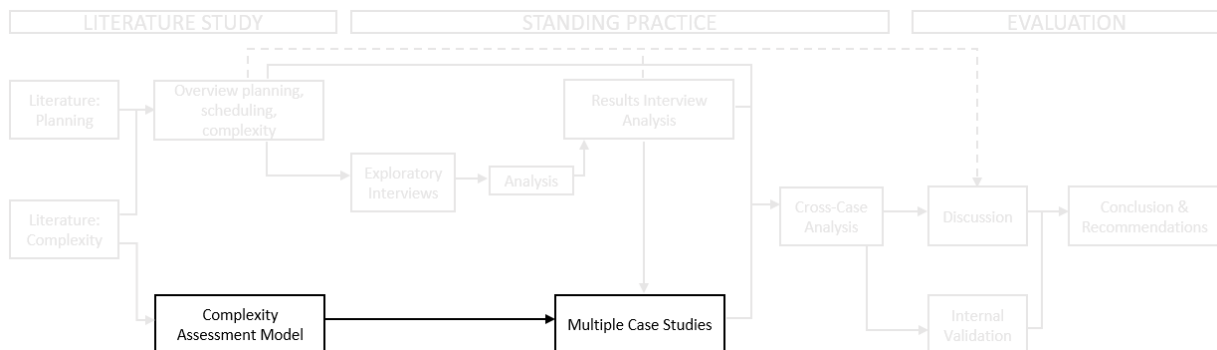 LITERATURE STUDY
STANDING PRACTICE
EVALUATION
Literature:
Planning
Overview planning,
scheduling,
complexity
Results Interview
Analysis
Exploratory
Interviews
Analysis
Literature:
Complexity
Cross-Case
Analysis
Discussion
Conclusion &
Recommendations
Complexity
Assessment Model
Multiple Case Studies
Internal
Validation